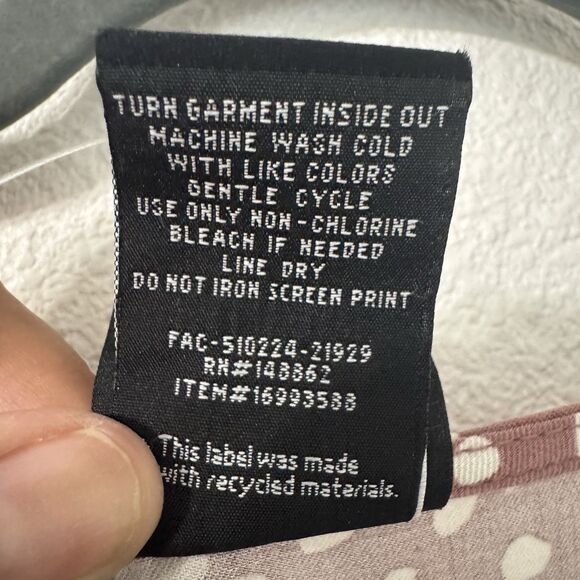 TURN GARMENT INSIDE OUT
MACHINE WASH COLD
WITH LIKE COLORS
GENTLE CYCLE
USE ONLY NON-CHLORINE
BLEACH IF NEEDED
LINE DRY
DO NOT IRON SCREEN PRINT
FAC-510224-21929
RN#148862
ITEM#16993588
This label was made
with recycled materials.